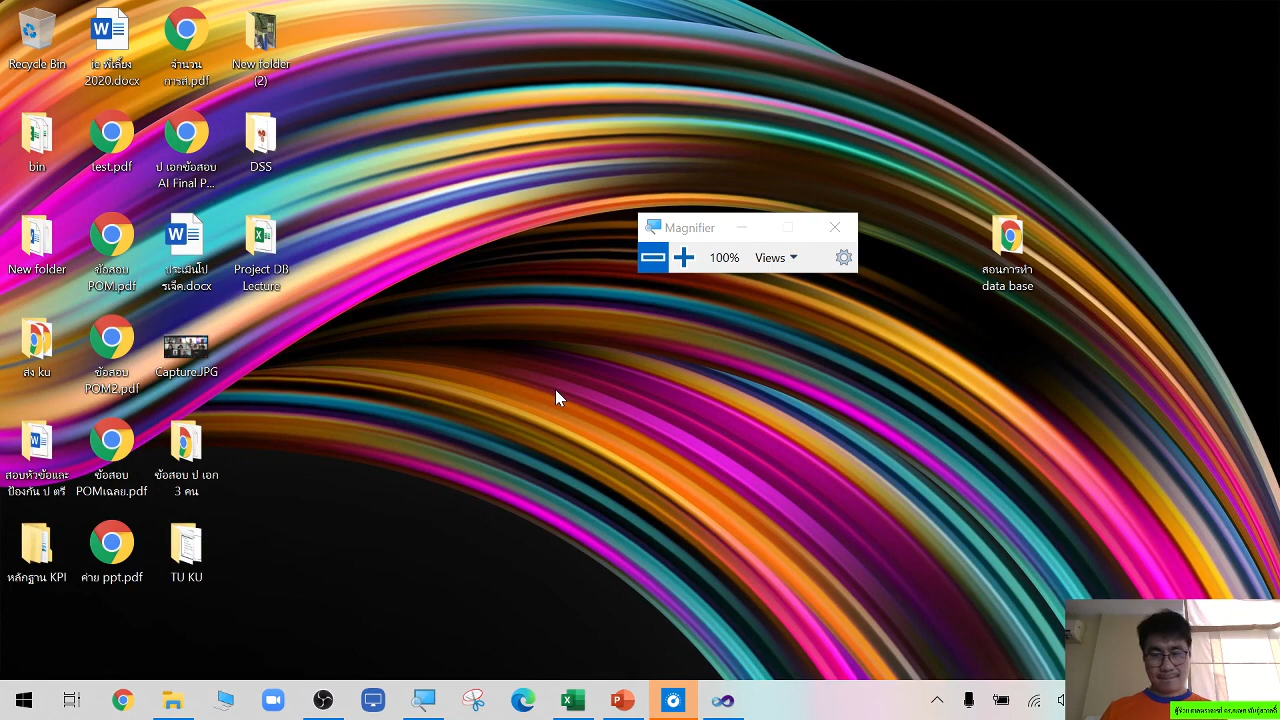 Recycle Bin
ie พี่เลี้ยง
2020.docx
จำนวน
การส.pdf
New folder
(2)
bin
test.pdf
ป เอกข้อสอบ
AI Final P...
DSS
New folder
ข้อสอบ
POM.pdf
ประเมินโป
รเจ็ค.docx
Project DB
Lecture
ส่ง ku
ข้อสอบ
POM2.pdf
Capture.JPG
สอบหัวข้อและ
ป้องกัน ป ตรี
ข้อสอบ
POMเฉลย.pdf
ข้อสอบ ป เอก
3 คน
หลักฐาน KPI
ค่าย ppt.pdf
TU KU
Magnifier
100%
Views
สอนการทำ
data base